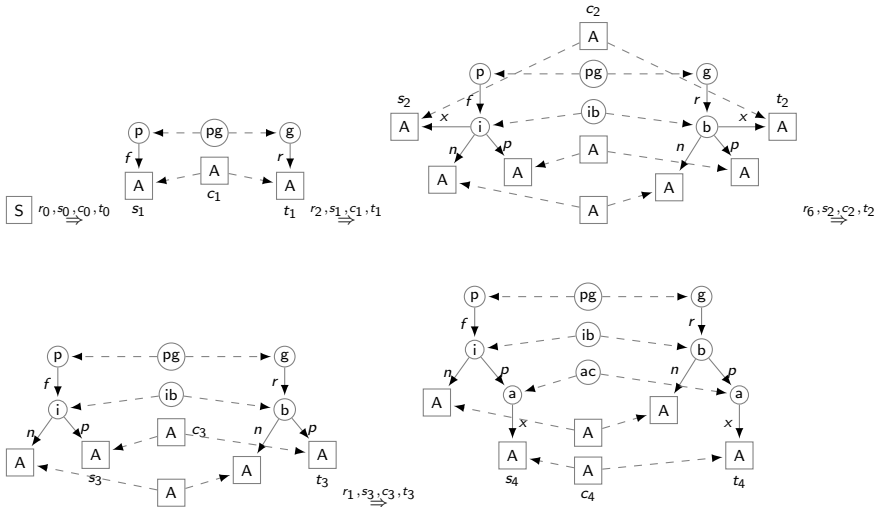 S
r₀,s₀,c₀,t₀
⇒
p pg g
f r
A A A
s₁ c₁ t₁
r₂,s₁,c₁,t₁
⇒
c₂
A
p pg g
f r
s₂ t₂
ib
A x i b x A
n p n p
A
A A A A
A
r₆,s₂,c₂,t₂
⇒
p pg g
f r
ib
i b
n p n p
A c₃
A A A A
s₃ t₃
A
r₁,s₃,c₃,t₃
⇒
p pg g
f r
ib
i b
n p ac n p
A a A a
x A x
A A A
s₄ c₄ t₄